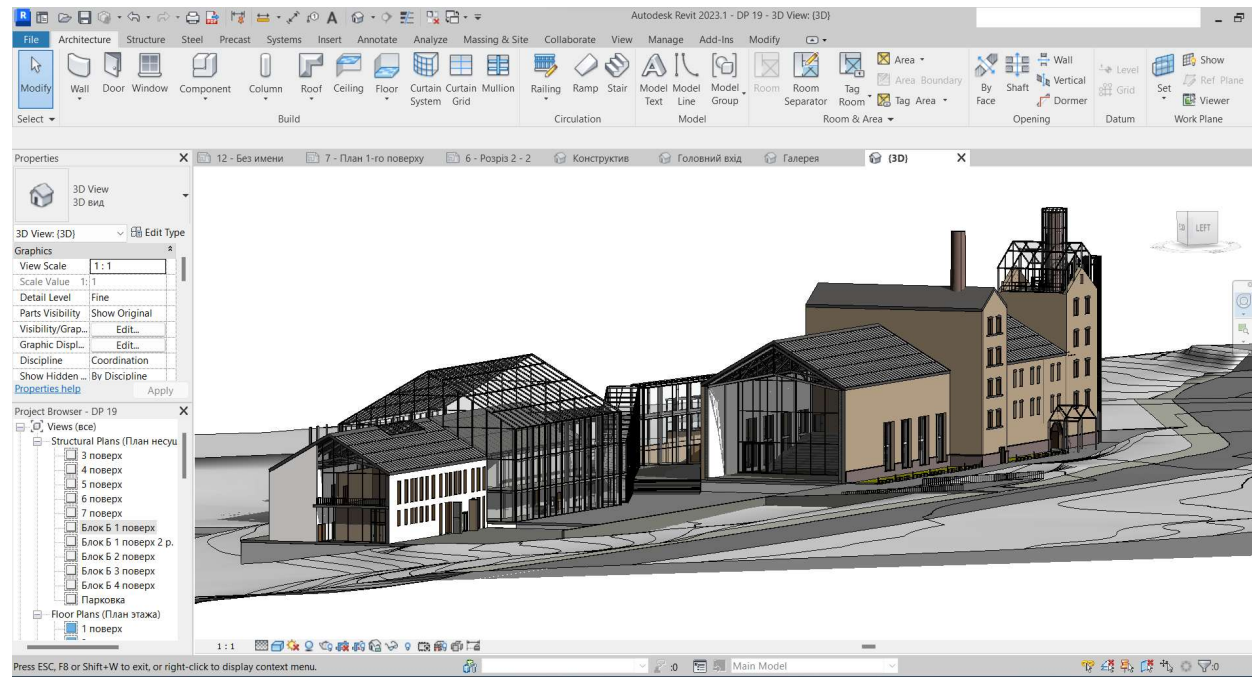 Autodesk Revit 2023.1 - DP 19 - 3D View: {3D}
File Architecture Structure Steel Precast Systems Insert Annotate Analyze Massing & Site Collaborate View Manage Add-Ins Modify
Modify Wall Door Window Component Column Roof Ceiling Floor Curtain System Curtain Grid Mullion Railing Ramp Stair Model Text Model Line Model Group Room Room Separator Tag Room Area Area Boundary Tag Area By Face Shaft Wall Vertical Dormer Level Grid Set Show Ref Plane Viewer
Select Build Circulation Model Room & Area Opening Datum Work Plane
Properties X 12 - Без имени 7 - План 1-го поверху 6 - Розріз 2 - 2 Конструктив Головний вхід Галерея {3D} X
3D View
3D вид
3D View: {3D} Edit Type
Graphics
View Scale 1 : 1
Scale Value 1: 1
Detail Level Fine
Parts Visibility Show Original
Visibility/Grap... Edit...
Graphic Displ... Edit...
Discipline Coordination
Show Hidden ... By Discipline
Properties help Apply
Project Browser - DP 19 X
Views (все)
Structural Plans (План несущ
3 поверх
4 поверх
5 поверх
6 поверх
7 поверх
Блок Б 1 поверх
Блок Б 1 поверх 2 р.
Блок Б 2 поверх
Блок Б 3 поверх
Блок Б 4 поверх
Парковка
Floor Plans (План этажа)
1 поверх
LEFT
1 : 1
Press ESC, F8 or Shift+W to exit, or right-click to display context menu. :0 Main Model :0